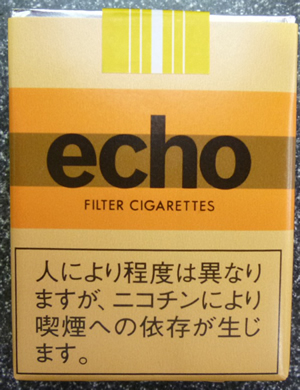 echo
FILTER CIGARETTES
人により程度は異なり
ますが、ニコチンにより
喫煙への依存が生じ
ます。